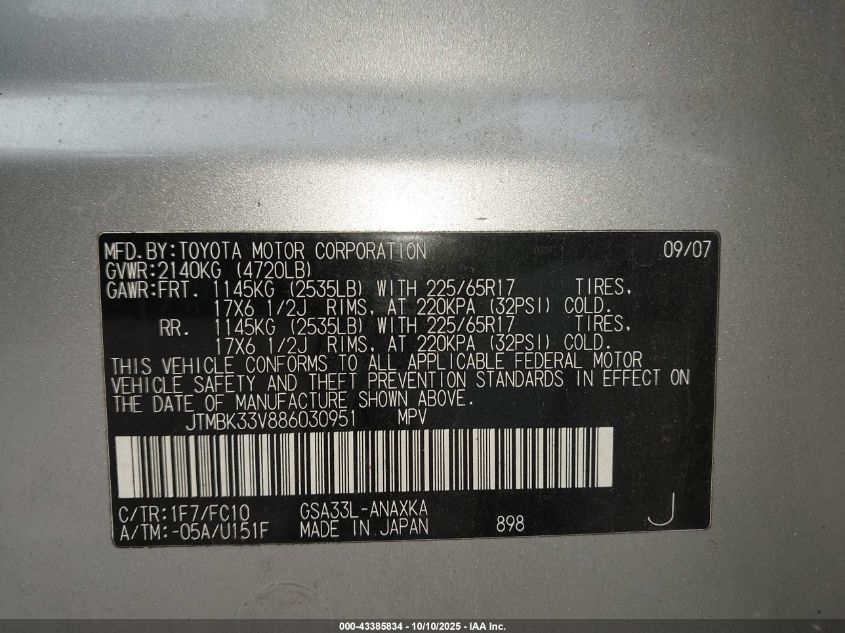 MFD.BY:TOYOTA MOTOR CORPORATION 09/07
GVWR:2140KG (4720LB)
GAWR:FRT. 1145KG (2535LB) WITH 225/65R17 TIRES,
17X6 1/2J RIMS, AT 220KPA (32PSI) COLD.
RR. 1145KG (2535LB) WITH 225/65R17 TIRES,
17X6 1/2J RIMS, AT 220KPA (32PSI) COLD.
THIS VEHICLE CONFORMS TO ALL APPLICABLE FEDERAL MOTOR
VEHICLE SAFETY AND THEFT PREVENTION STANDARDS IN EFFECT ON
THE DATE OF MANUFACTURE SHOWN ABOVE.
JTMBK33V886030951 MPV
C/TR:1F7/FC10 GSA33L-ANAXKA
A/TM:-05A/U151F MADE IN JAPAN 898 J
000-43385834 - 10/10/2025 - IAA Inc.